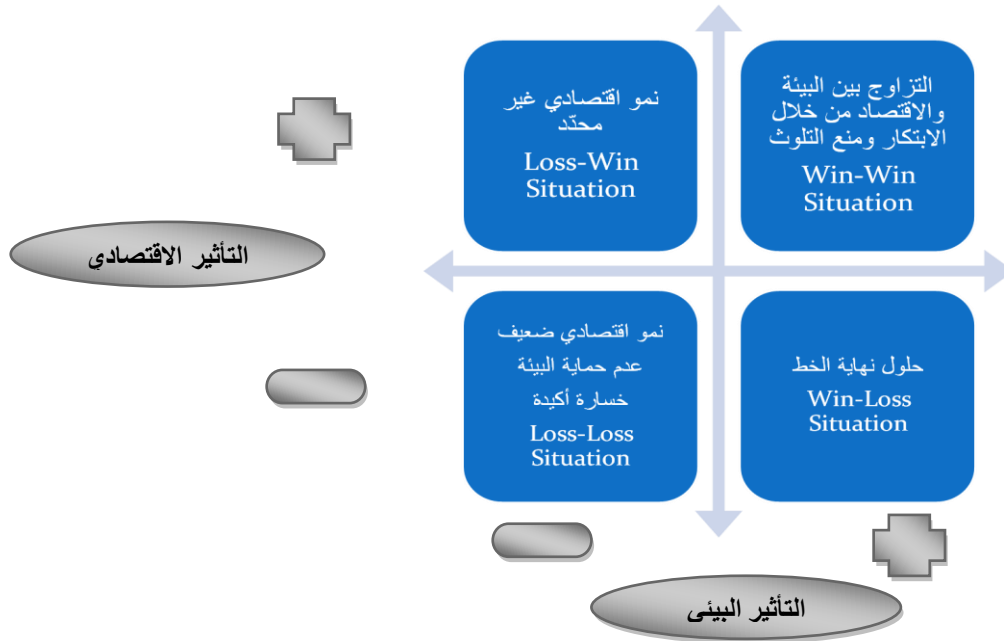 التزاوج بين البيئة
والاقتصاد من خلال
الابتكار ومنع التلوث
Win-Win
Situation
نمو اقتصادي غير
محدّد
Loss-Win
Situation
التأثير الاقتصادي
نمو اقتصادي ضعيف
عدم حماية البيئة
خسارة أكيدة
Loss-Loss
Situation
حلول نهاية الخط
Win-Loss
Situation
التأثير البيئي